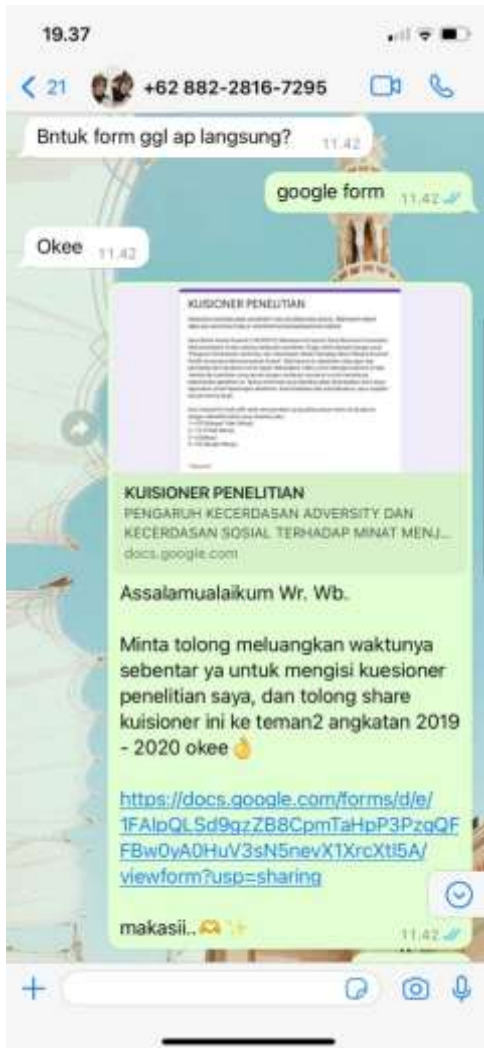 19.37
21
+62 882-2816-7295
Bntuk form ggl ap langsung?
11.42
google form
11.42
Okee
11.42
KUISIONER PENELITIAN
KUISIONER PENELITIAN
PENGARUH KECERDASAN ADVERSITY DAN
KECERDASAN SOSIAL TERHADAP MINAT MENJ...
docs.google.com
Assalamualaikum Wr. Wb.
Minta tolong meluangkan waktunya
sebentar ya untuk mengisi kuesioner
penelitian saya, dan tolong share
kuisioner ini ke teman2 angkatan 2019
- 2020 okee👌
https://docs.google.com/forms/d/e/
1FAIpQLSd9gzZB8CpmTaHpP3PzgQF
FBw0yA0HuV3sN5nevX1XrcXtI5A/
viewform?usp=sharing
makasii..🫶✨
11.42